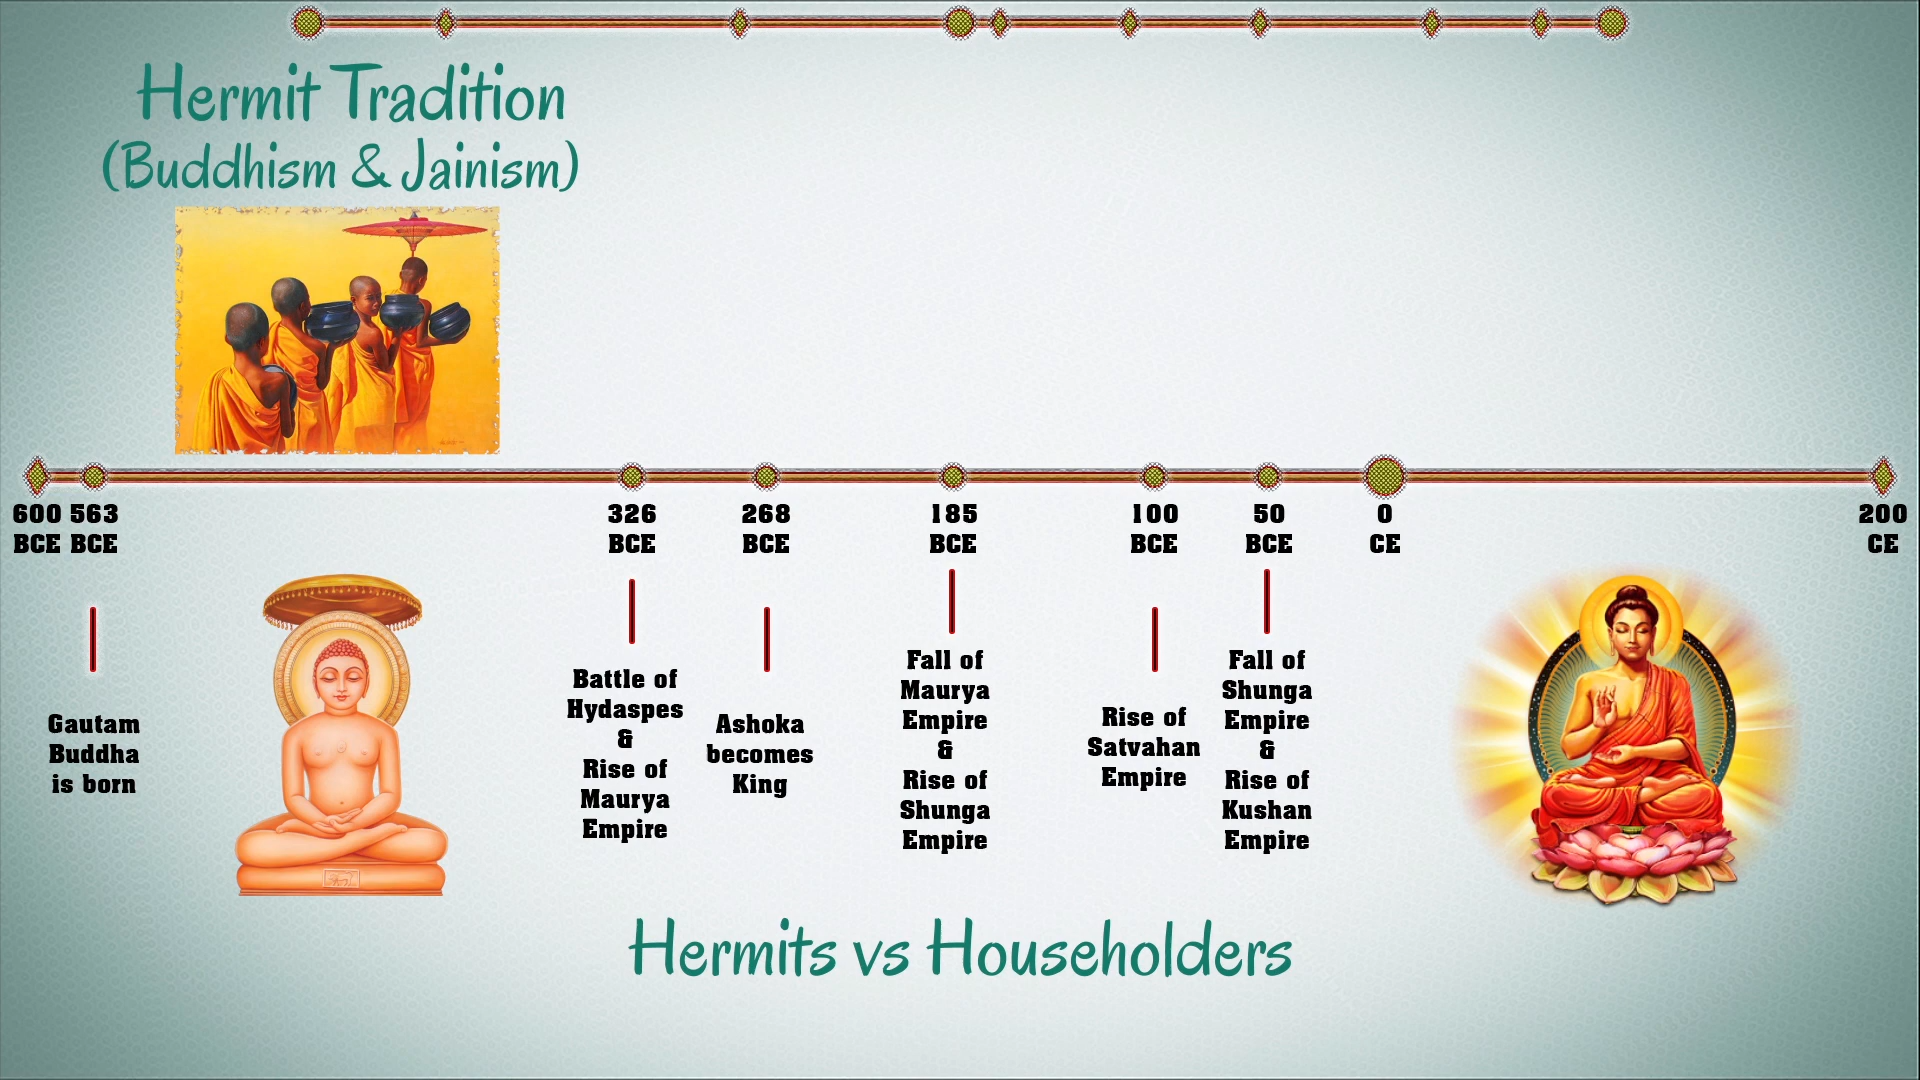 Hermit Tradition
(Buddhism & Jainism)
600 BCE
563 BCE
326 BCE
268 BCE
185 BCE
100 BCE
50 BCE
0 CE
200 CE
Gautam
Buddha
is born
Battle of
Hydaspes
&
Rise of
Maurya
Empire
Ashoka
becomes
King
Fall of
Maurya
Empire
&
Rise of
Shunga
Empire
Rise of
Satvahan
Empire
Fall of
Shunga
Empire
&
Rise of
Kushan
Empire
Hermits vs Householders